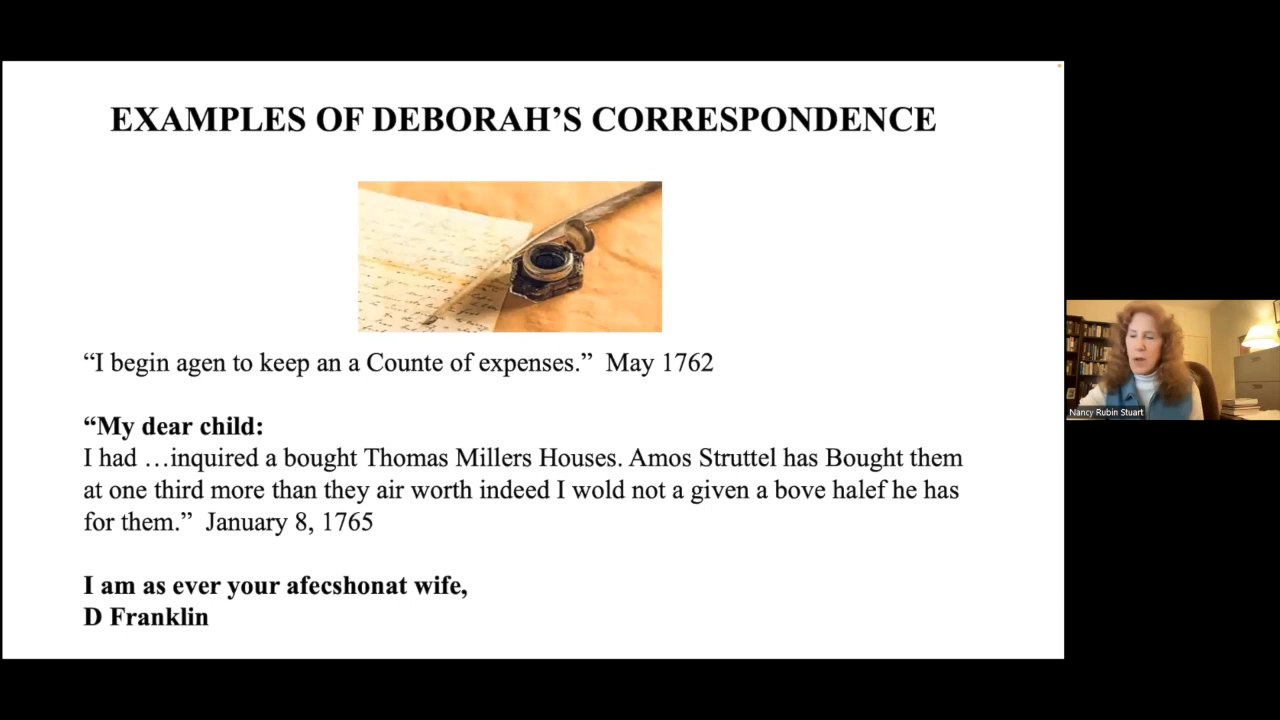 EXAMPLES OF DEBORAH’S CORRESPONDENCE
“I begin agen to keep an a Counte of expenses.” May 1762
“My dear child:
I had …inquired a bought Thomas Millers Houses. Amos Struttel has Bought them
at one third more than they air worth indeed I wold not a given a bove halef he has
for them.” January 8, 1765
I am as ever your afecshonat wife,
D Franklin
Nancy Rubin Stuart